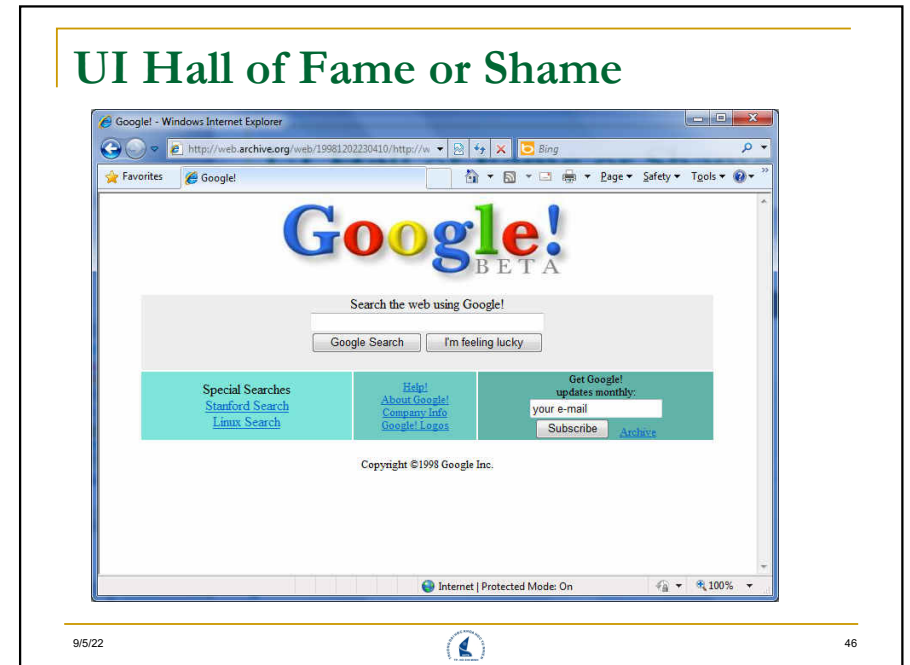 UI Hall of Fame or Shame
Google! - Windows Internet Explorer
http://web.archive.org/web/19981202230410/http://w
Bing
Favorites
Google!
Page
Safety
Tools
Google!
BETA
Search the web using Google!
Google Search
I'm feeling lucky
Special Searches
Stanford Search
Linux Search
Help!
About Google!
Company Info
Google! Logos
Get Google!
updates monthly:
your e-mail
Subscribe
Archive
Copyright ©1998 Google Inc.
Internet | Protected Mode: On
100%
9/5/22
46